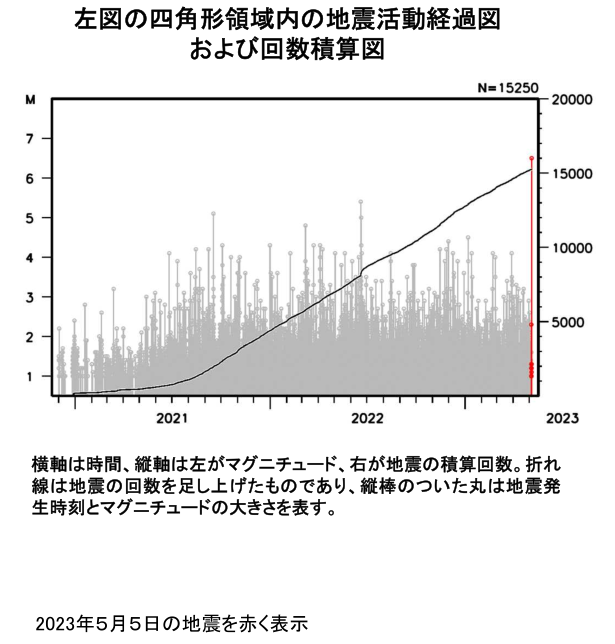 左図の四角形領域内の地震活動経過図
および回数積算図
N=15250
M
20000
7
15000
6
5
10000
4
3
5000
2
1
2021
2022
2023
横軸は時間、縦軸は左がマグニチュード、右が地震の積算回数。折れ
線は地震の回数を足し上げたものであり、縦棒のついた丸は地震発
生時刻とマグニチュードの大きさを表す。
2023年５月５日の地震を赤く表示